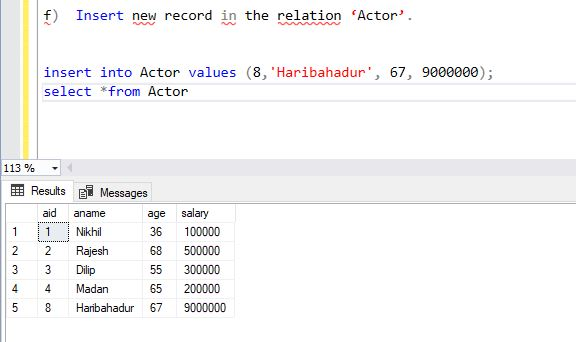 f) Insert new record in the relation ‘Actor’.
insert into Actor values (8,'Haribahadur', 67, 9000000);
select *from Actor
113 %
Results Messages
aid aname age salary
1 1 Nikhil 36 100000
2 2 Rajesh 68 500000
3 3 Dilip 55 300000
4 4 Madan 65 200000
5 8 Haribahadur 67 9000000